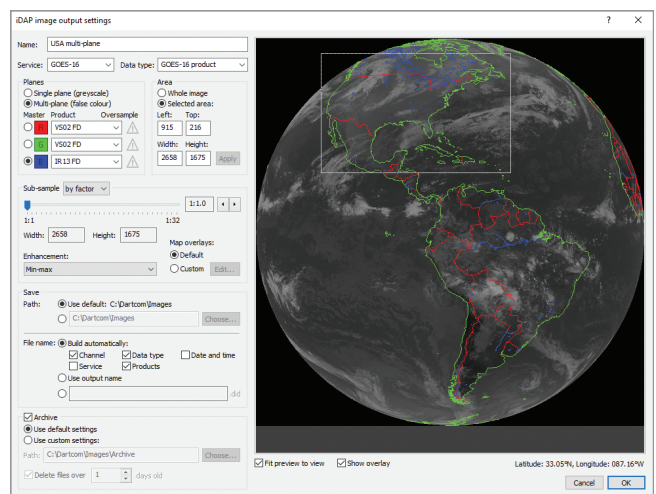 iDAP image output settings
Name: USA multi-plane
Service: GOES-16 Data type: GOES-16 product
Planes
Single plane (greyscale)
Multi-plane (false colour)
Master Product Oversample
R VS02 FD
G VS02 FD
IR13 FD
Area
Whole image
Selected area:
Left: Top:
915 216
Width: Height:
2658 1675 Apply
Sub-sample by factor
1:1.0
1:1 1:32
Width: 2658 Height: 1675
Map overlays:
Default
Custom Edit...
Enhancement:
Min-max
Save
Path: Use default: C:\Dartcom\Images
C:\Dartcom\Images Choose...
File name: Build automatically:
Channel Data type Date and time
Service Products
Use output name
.did
Archive
Use default settings
Use custom settings:
Path: C:\Dartcom\Images\Archive Choose...
Delete files over 1 days old
Fit preview to view Show overlay Latitude: 33.05°N, Longitude: 087.16°W
Cancel OK